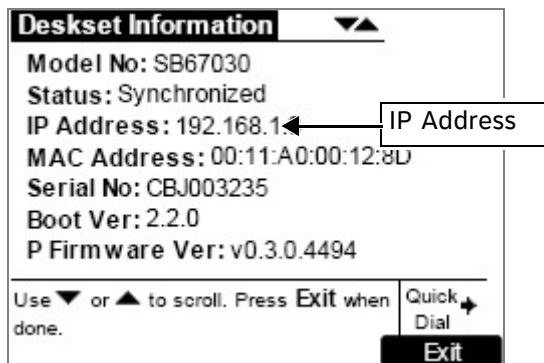 Deskset Information
Model No: SB67030
Status: Synchronized
IP Address: 192.168.1.
IP Address
MAC Address: 00:11:A0:00:12:8D
Serial No: CBJ003235
Boot Ver: 2.2.0
P Firmware Ver: v0.3.0.4494
Use ▼ or ▲ to scroll. Press Exit when
done.
Quick
Dial
Exit